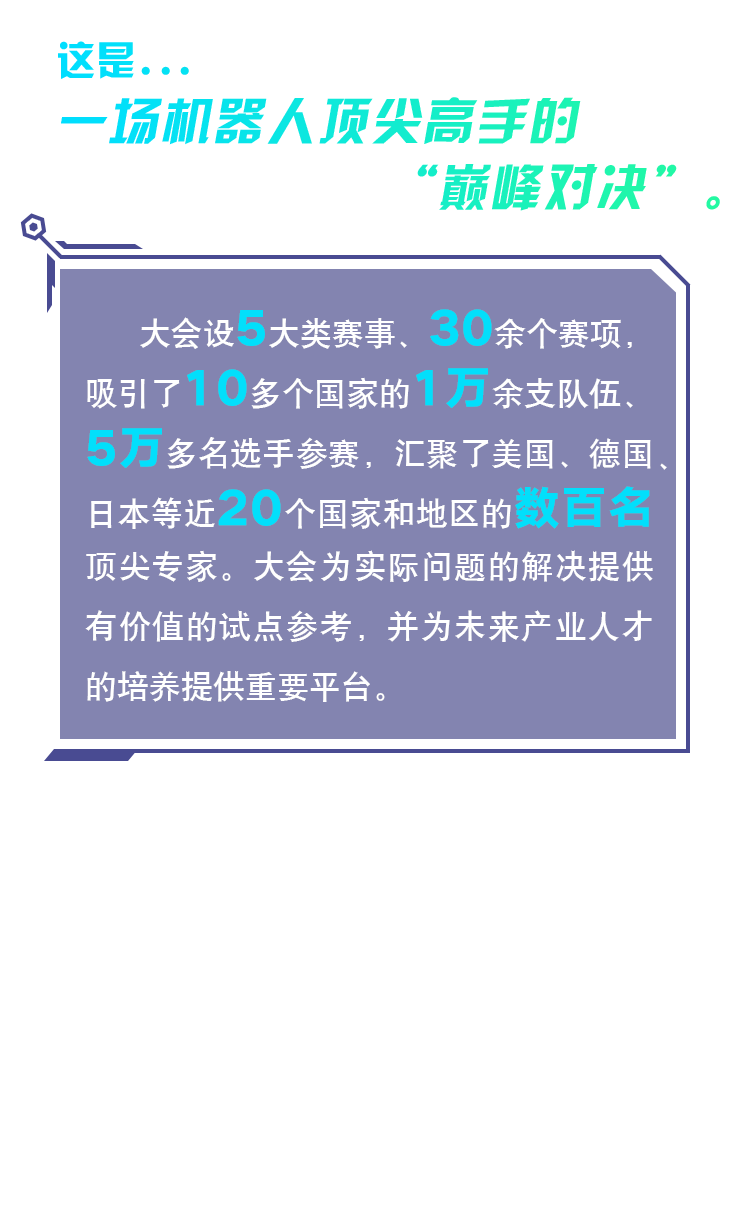 这是...
一场机器人顶尖高手的
“巅峰对决”。
大会设5大类赛事、30余个赛项，
吸引了10多个国家的1万余支队伍、
5万多名选手参赛，汇聚了美国、德国、
日本等近20个国家和地区的数百名
顶尖专家。大会为实际问题的解决提供
有价值的试点参考，并为未来产业人才
的培养提供重要平台。